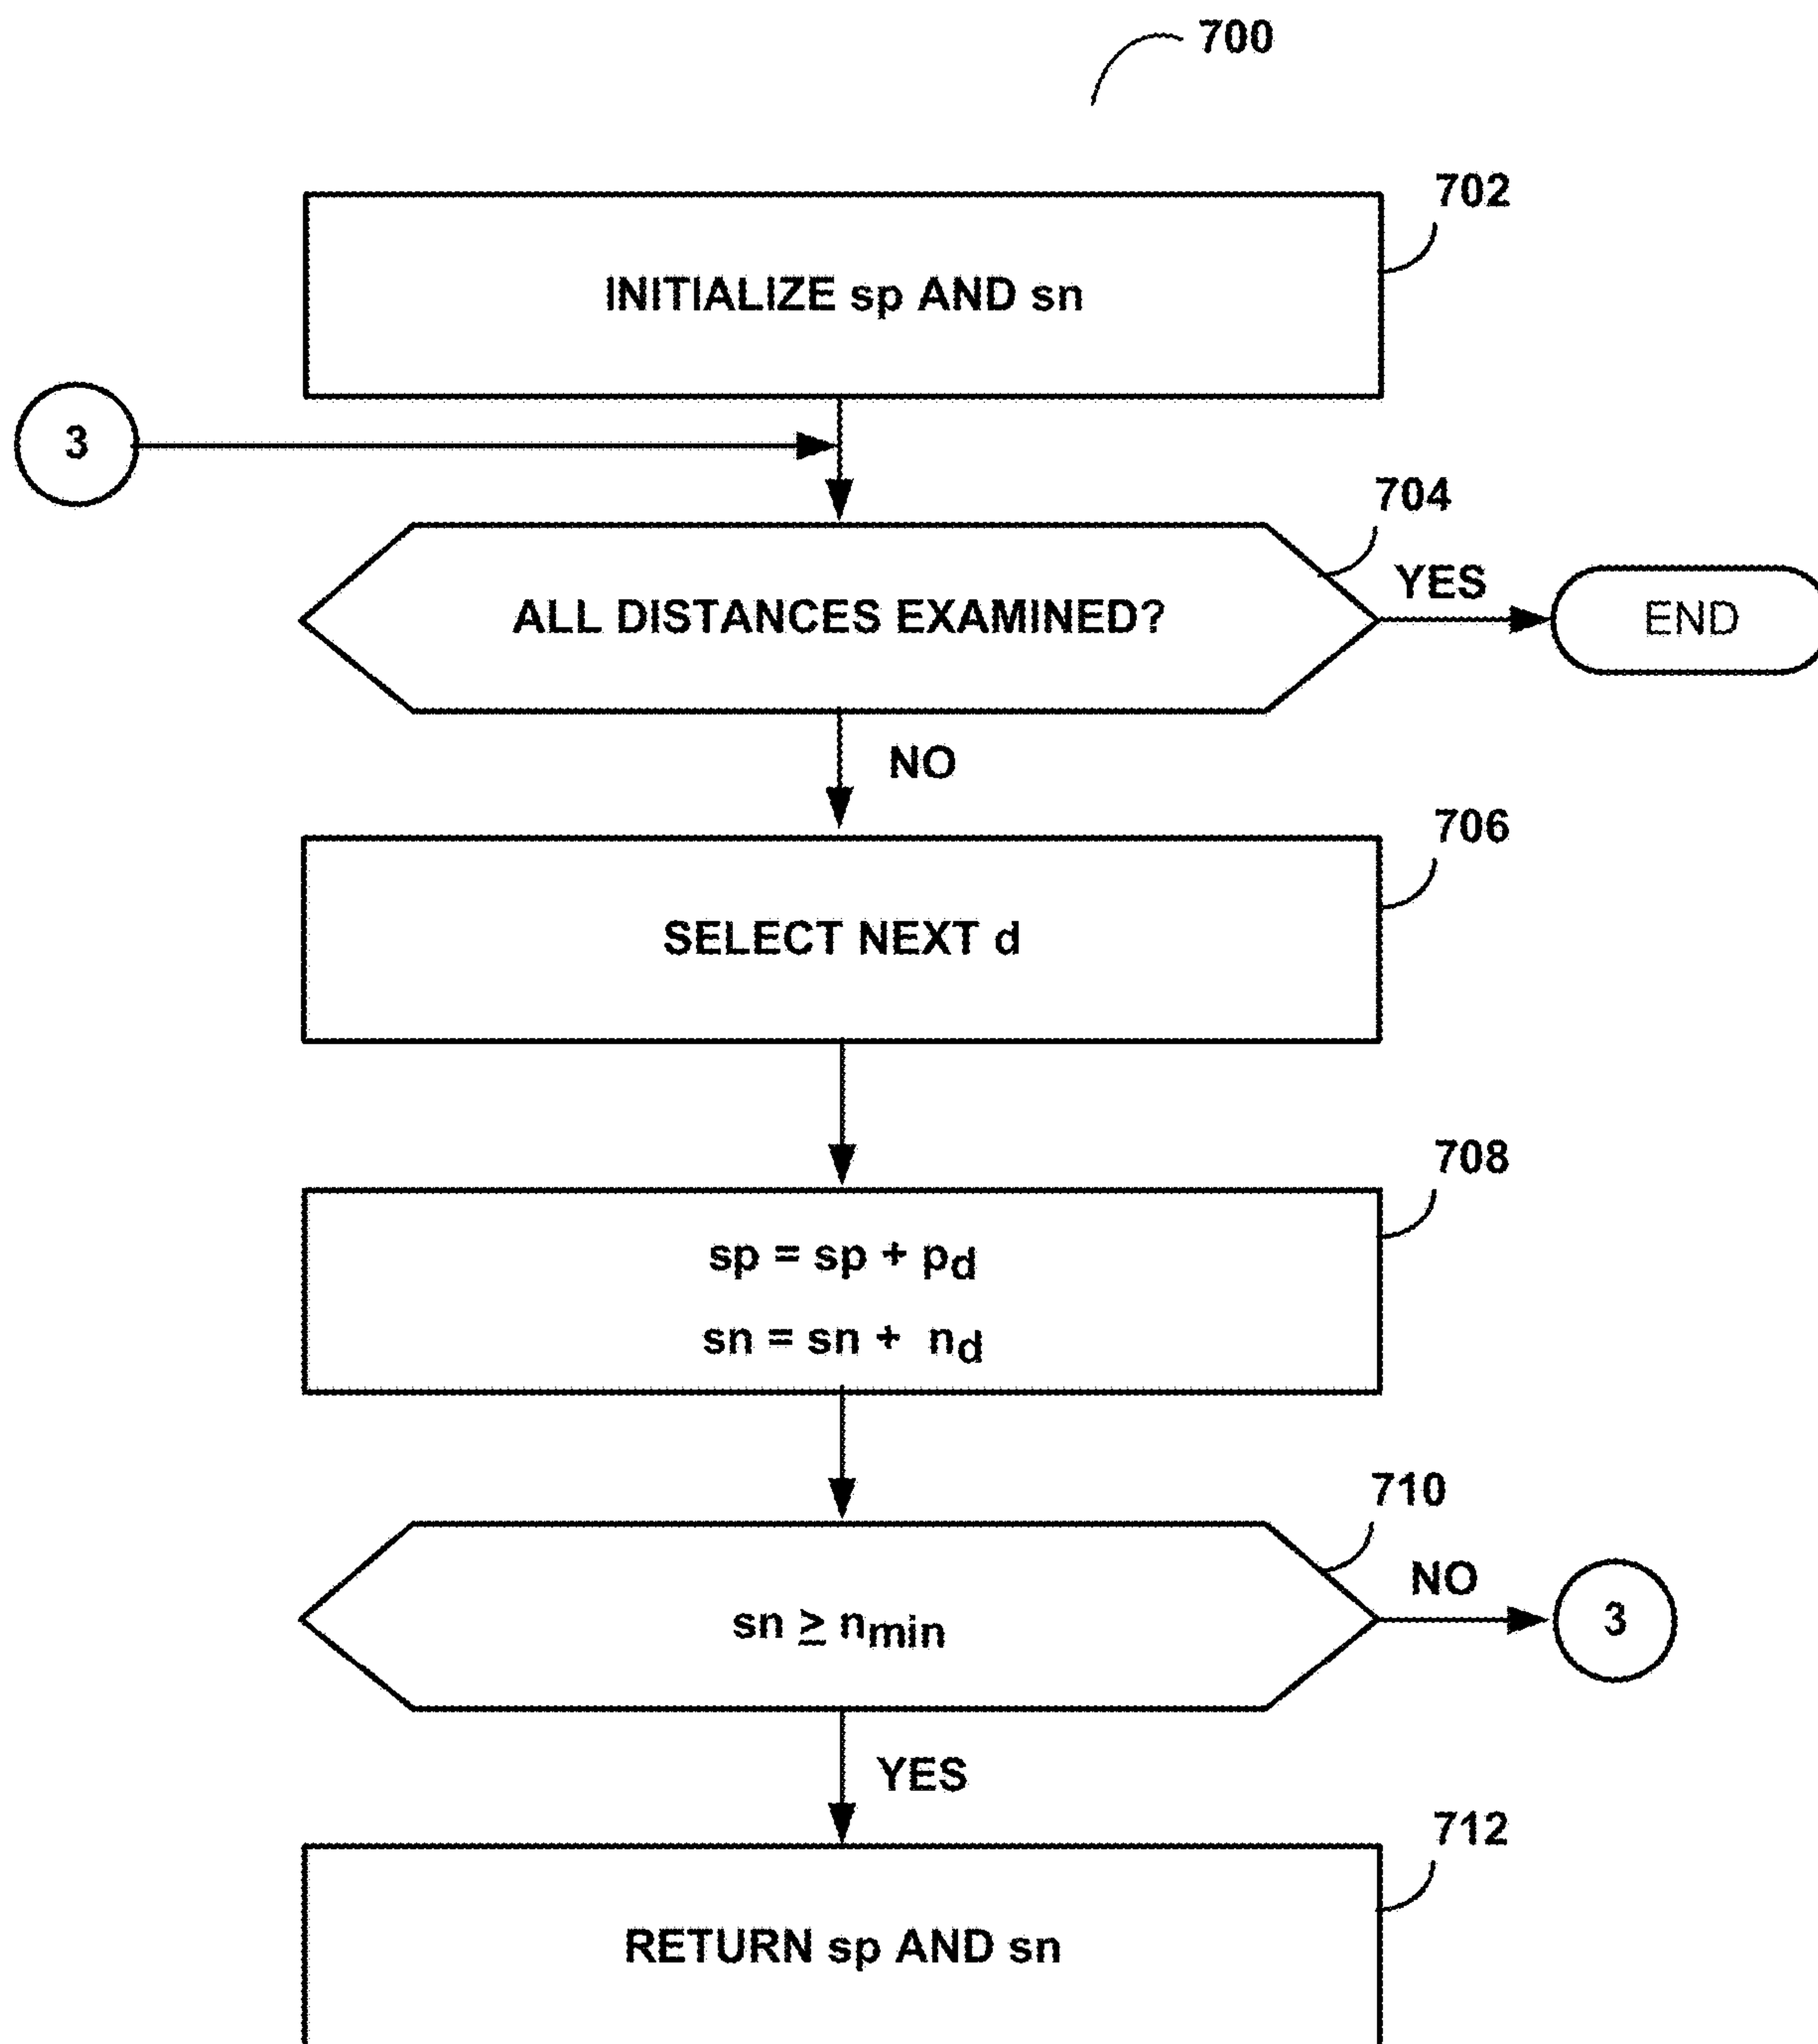 700
702
INITIALIZE sp AND sn
3
704
ALL DISTANCES EXAMINED?
YES
END
NO
706
SELECT NEXT d
708
sp = sp + pd
sn = sn + nd
710
sn ≥ nmin
NO
3
YES
712
RETURN sp AND sn